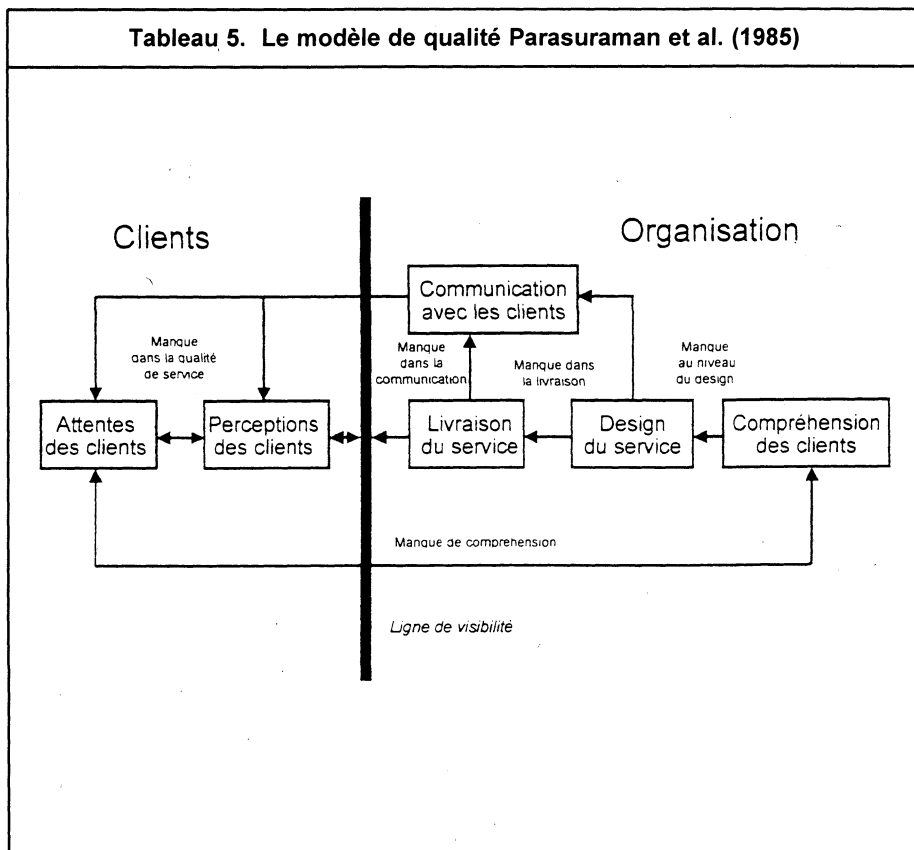 Tableau 5. Le modèle de qualité Parasuraman et al. (1985)
Clients
Organisation
Communication
avec les clients
Manque
dans la qualité
de service
Manque
dans la
communication
Manque dans
la livraison
Manque
au niveau
du design
Attentes
des clients
Perceptions
des clients
Livraison
du service
Design
du service
Compréhension
des clients
Manque de comprehension
Ligne de visibilité